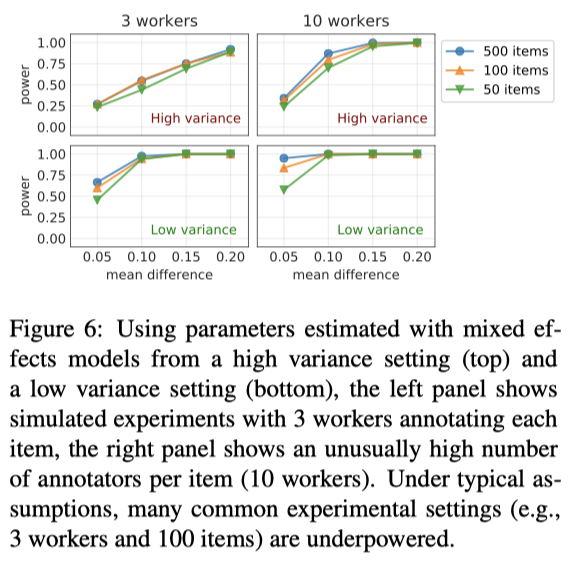 3 workers
10 workers
1.00
0.75
0.50
0.25
0.00
power
High variance
High variance
500 items
100 items
50 items
1.00
0.75
0.50
0.25
0.00
power
Low variance
Low variance
0.05 0.10 0.15 0.20
0.05 0.10 0.15 0.20
mean difference
mean difference
Figure 6: Using parameters estimated with mixed ef-
fects models from a high variance setting (top) and
a low variance setting (bottom), the left panel shows
simulated experiments with 3 workers annotating each
item, the right panel shows an unusually high number
of annotators per item (10 workers). Under typical as-
sumptions, many common experimental settings (e.g.,
3 workers and 100 items) are underpowered.